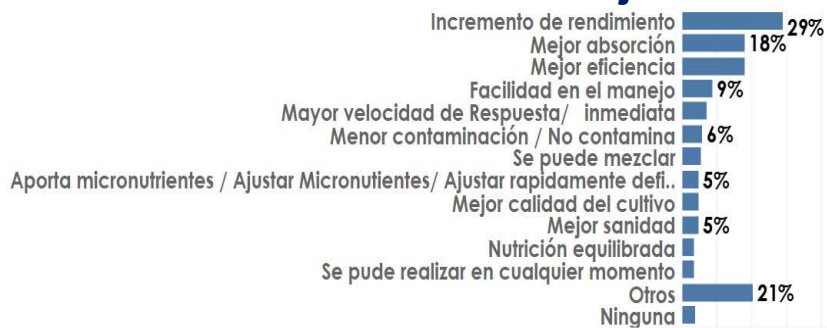 Incremento de rendimiento 29%
Mejor absorción 18%
Mejor eficiencia
Facilidad en el manejo 9%
Mayor velocidad de Respuesta/ inmediata
Menor contaminación / No contamina 6%
Se puede mezclar
Aporta micronutrientes / Ajustar Micronutientes/ Ajustar rapidamente defi.. 5%
Mejor calidad del cultivo
Mejor sanidad 5%
Nutrición equilibrada
Se pude realizar en cualquier momento
Otros 21%
Ninguna